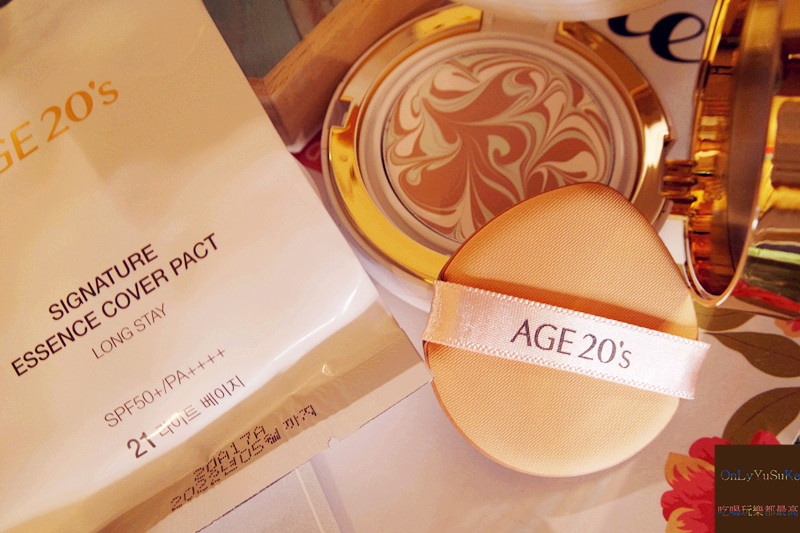 AGE 20's
SIGNATURE
ESSENCE COVER PACT
LONG STAY
SPF50+/PA++++
21 라이트 베이지
20A17A
AGE 20's
OnLyYuSuKe
吃喝玩樂都最高